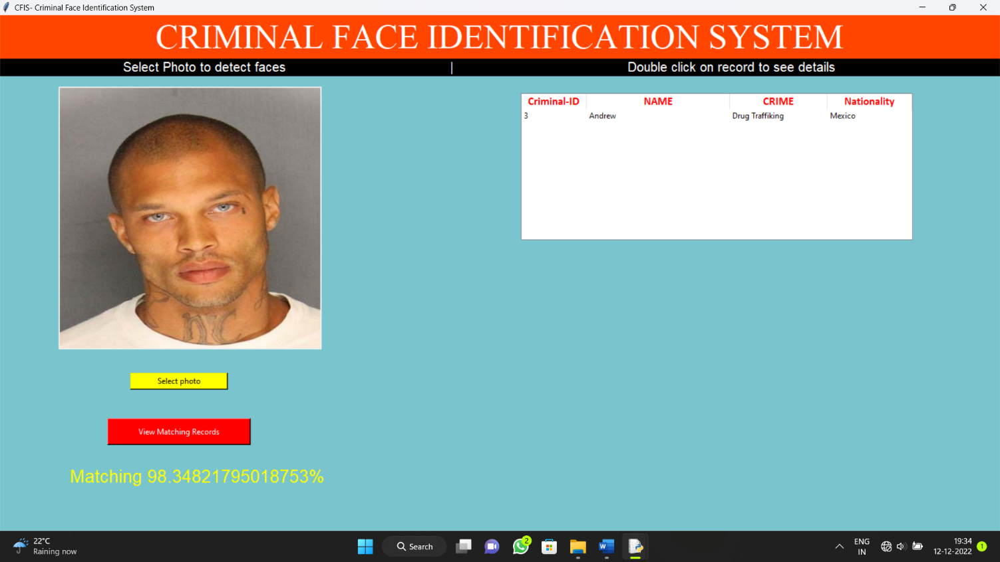 CFIS- Criminal Face Identification System
CRIMINAL FACE IDENTIFICATION SYSTEM
Select Photo to detect faces | Double click on record to see details
Criminal-ID NAME CRIME Nationality
3 Andrew Drug Traffiking Mexico
nc
Select photo
View Matching Records
Matching 98.34821795018753%
22°C
Raining now
Search
2
W
ENG
IN
19:34
12-12-2022
1